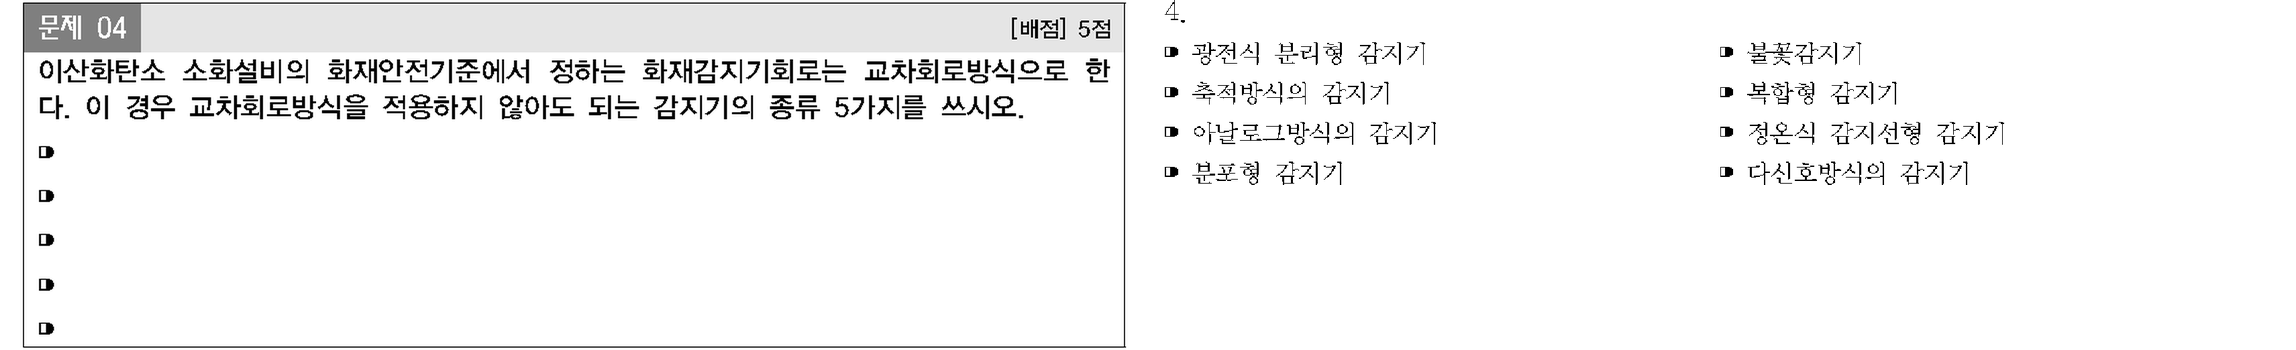 문제 04
[배점] 5점
이산화탄소 소화설비의 화재안전기준에서 정하는 화재감지기회로는 교차회로방식으로 한
다. 이 경우 교차회로방식을 적용하지 않아도 되는 감지기의 종류 5가지를 쓰시오.
4.
광전식 분리형 감지기
불꽃감지기
축적방식의 감지기
복합형 감지기
아날로그방식의 감지기
정온식 감지선형 감지기
분포형 감지기
다신호방식의 감지기